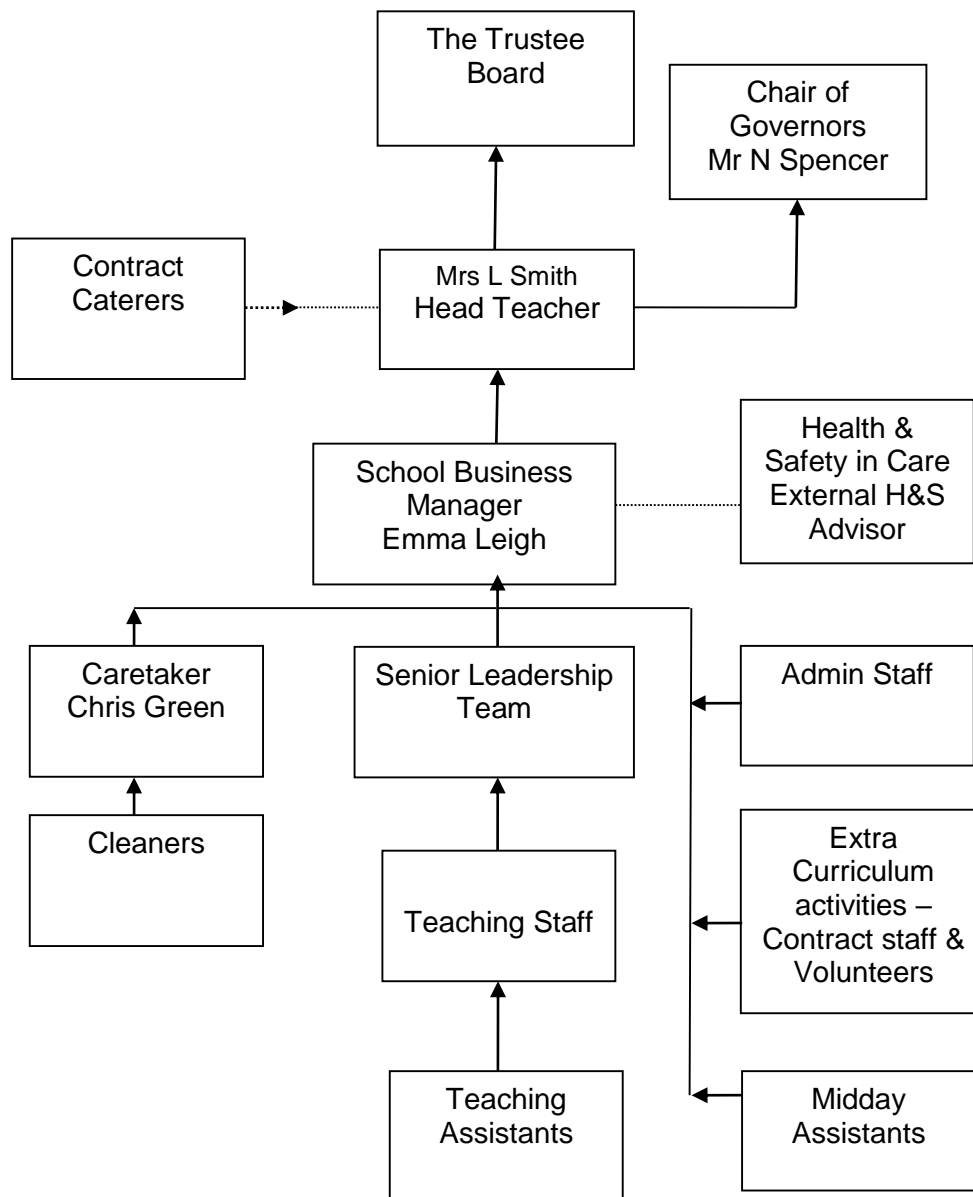 The Trustee
Board
Chair of
Governors
Mr N Spencer
Contract
Caterers
Mrs L Smith
Head Teacher
School Business
Manager
Emma Leigh
Health &
Safety in Care
External H&S
Advisor
Caretaker
Chris Green
Senior Leadership
Team
Admin Staff
Cleaners
Teaching Staff
Extra
Curriculum
activities –
Contract staff &
Volunteers
Teaching
Assistants
Midday
Assistants